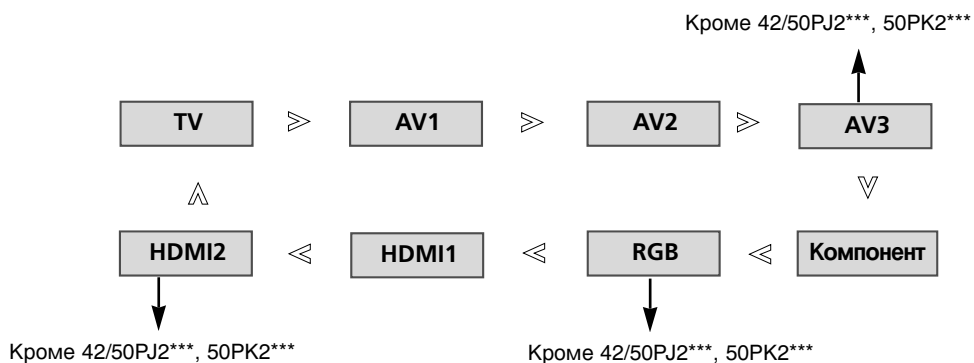 Кроме 42/50PJ2***, 50PK2***
TV
AV1
AV2
AV3
HDMI2
HDMI1
RGB
Компонент
Кроме 42/50PJ2***, 50PK2***
Кроме 42/50PJ2***, 50PK2***